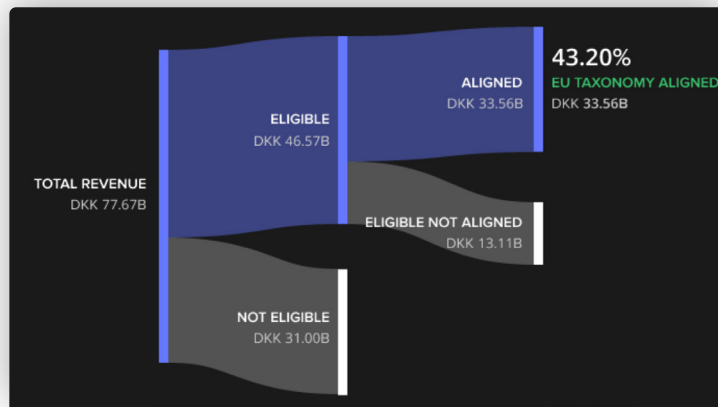 TOTAL REVENUE
DKK 77.67B
ELIGIBLE
DKK 46.57B
NOT ELIGIBLE
DKK 31.00B
ALIGNED
DKK 33.56B
ELIGIBLE NOT ALIGNED
DKK 13.11B
43.20%
EU TAXONOMY ALIGNED
DKK 33.56B